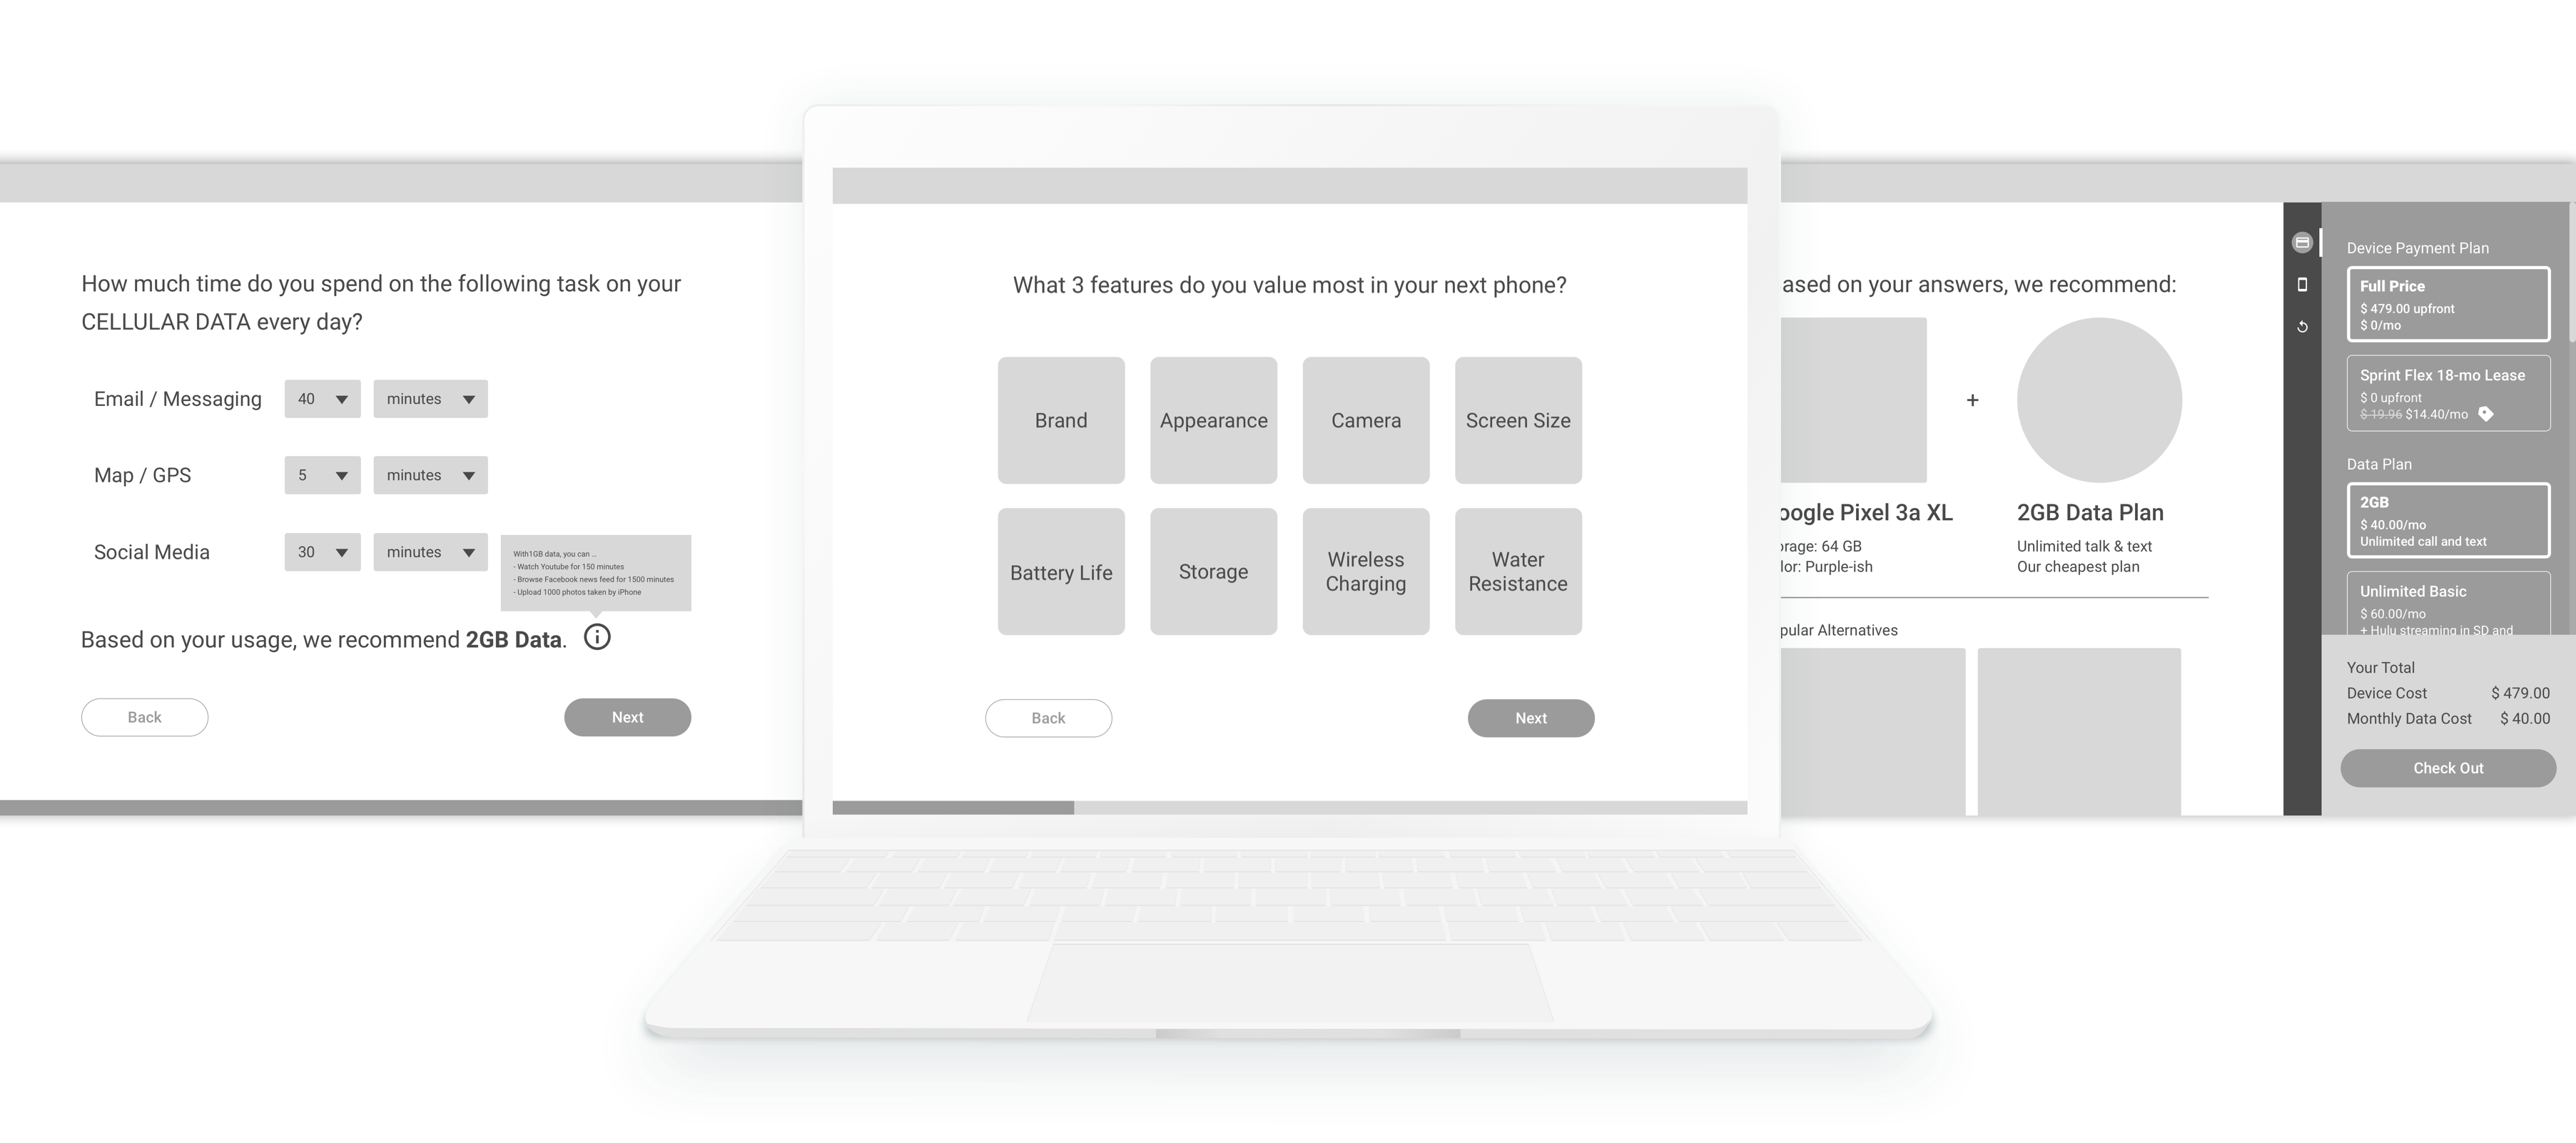 How much time do you spend on the following task on your
CELLULAR DATA every day?
Email / Messaging 40 minutes
Map / GPS 5 minutes
Social Media 30 minutes
With1GB data, you can ...
- Watch Youtube for 150 minutes
- Browse Facebook news feed for 1500 minutes
- Upload 1000 photos taken by iPhone
Based on your usage, we recommend 2GB Data.
Back Next
What 3 features do you value most in your next phone?
Brand Appearance Camera Screen Size
Battery Life Storage Wireless Charging Water Resistance
Back Next
ased on your answers, we recommend:
+
oogle Pixel 3a XL
orage: 64 GB
lor: Purple-ish
2GB Data Plan
Unlimited talk & text
Our cheapest plan
pular Alternatives
Device Payment Plan
Full Price
$ 479.00 upfront
$ 0/mo
Sprint Flex 18-mo Lease
$ 0 upfront
$ 19.96 $14.40/mo
Data Plan
2GB
$ 40.00/mo
Unlimited call and text
Unlimited Basic
$ 60.00/mo
+ Hulu streaming in SD and
Your Total
Device Cost $ 479.00
Monthly Data Cost $ 40.00
Check Out